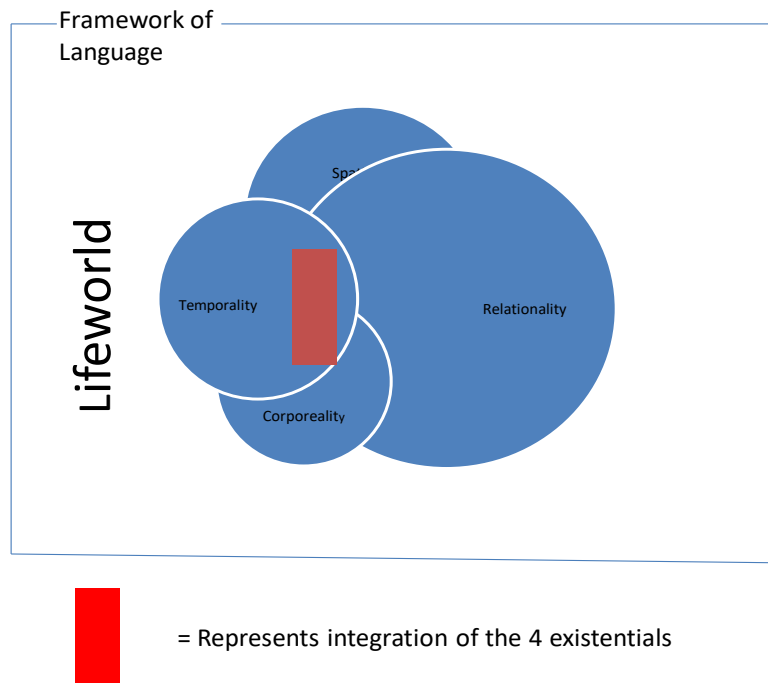 Framework of
Language
Lifeworld
Temporality
Relationality
Corporeality
= Represents integration of the 4 existentials